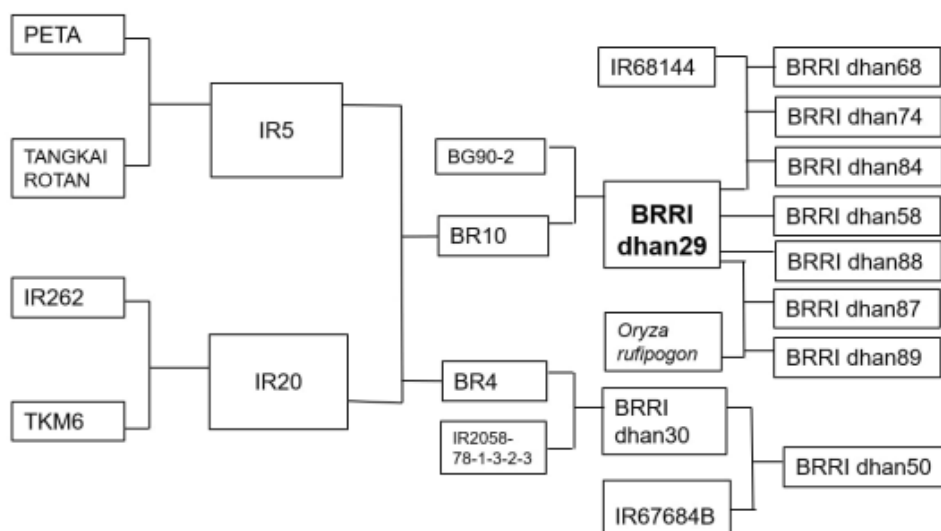 PETA
TANGKAI
ROTAN
IR262
TKM6
IR5
IR20
BG90-2
BR10
BR4
IR2058-
78-1-3-2-3
IR68144
BRRI
dhan29
Oryza
rufipogon
BRRI
dhan30
IR67684B
BRRI dhan68
BRRI dhan74
BRRI dhan84
BRRI dhan58
BRRI dhan88
BRRI dhan87
BRRI dhan89
BRRI dhan50